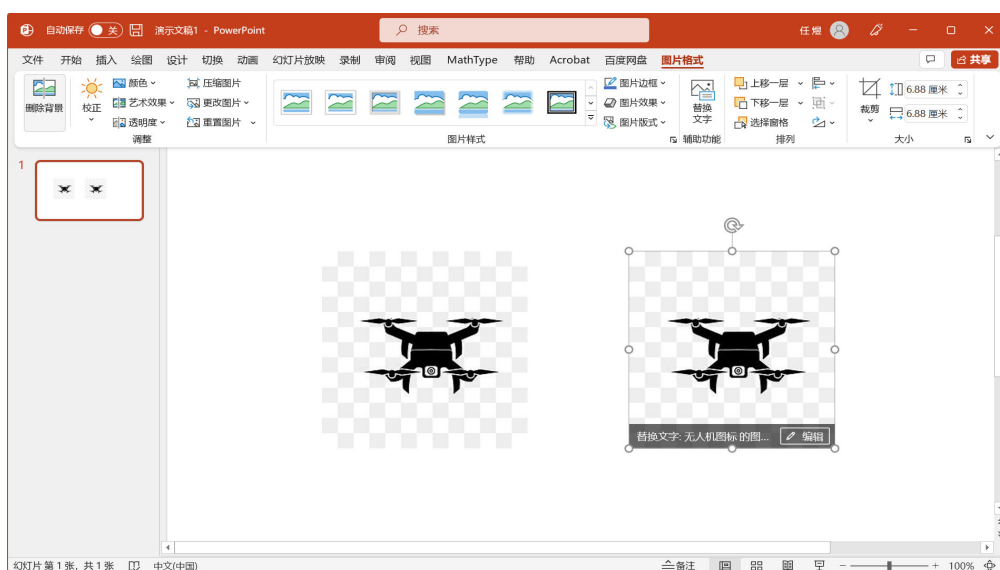 自动保存 关 演示文稿1 - PowerPoint 搜索 任煜
文件 开始 插入 绘图 设计 切换 动画 幻灯片放映 录制 审阅 视图 MathType 帮助 Acrobat 百度网盘 图片格式 共享
删除背景 校正 颜色 艺术效果 透明度 压缩图片 更改图片 重置图片 图片边框 图片效果 图片版式 替换文字 上移一层 下移一层 选择窗格 裁剪 6.88 厘米 6.88 厘米
调整 图片样式 辅助功能 排列 大小
1
替换文字: 无人机图标 的图... 编辑
幻灯片 第 1 张, 共 1 张 中文(中国) 备注 100%